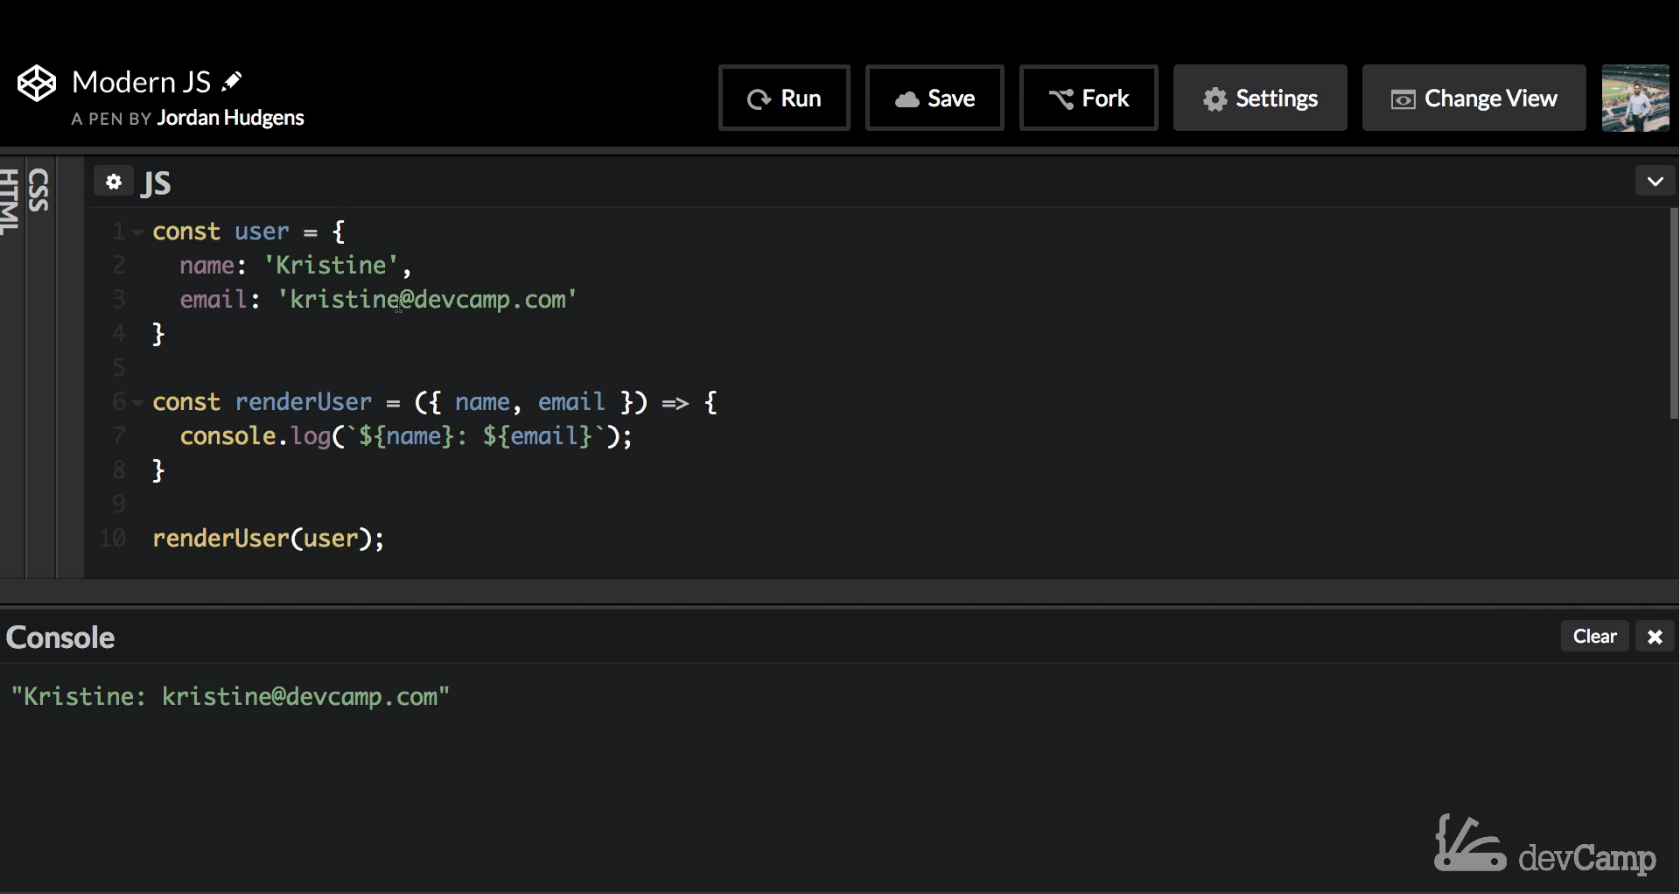 Modern JS
A PEN BY Jordan Hudgens
Run
Save
Fork
Settings
Change View
HTML
CSS
JS
1 const user = {
2   name: 'Kristine',
3   email: 'kristine@devcamp.com'
4 }
5
6 const renderUser = ({ name, email }) => {
7   console.log(`${name}: ${email}`);
8 }
9
10 renderUser(user);
Console
Clear
"Kristine: kristine@devcamp.com"
devCamp